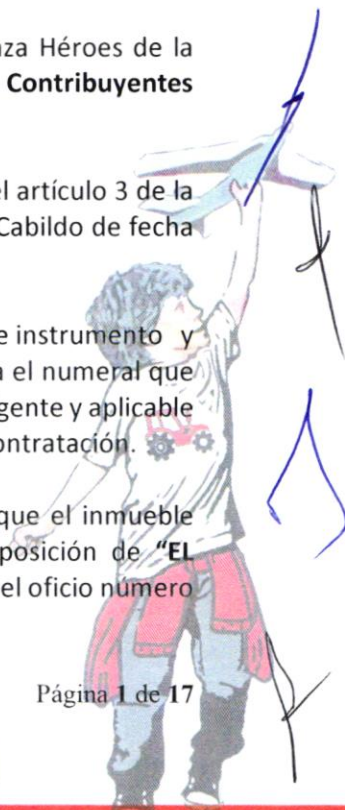 za Héroes de la
Contribuyentes
el artículo 3 de la
Cabildo de fecha
e instrumento y
a el numeral que
gente y aplicable
ontratación.
que el inmueble
posición de "EL
el oficio número
Página 1 de 17